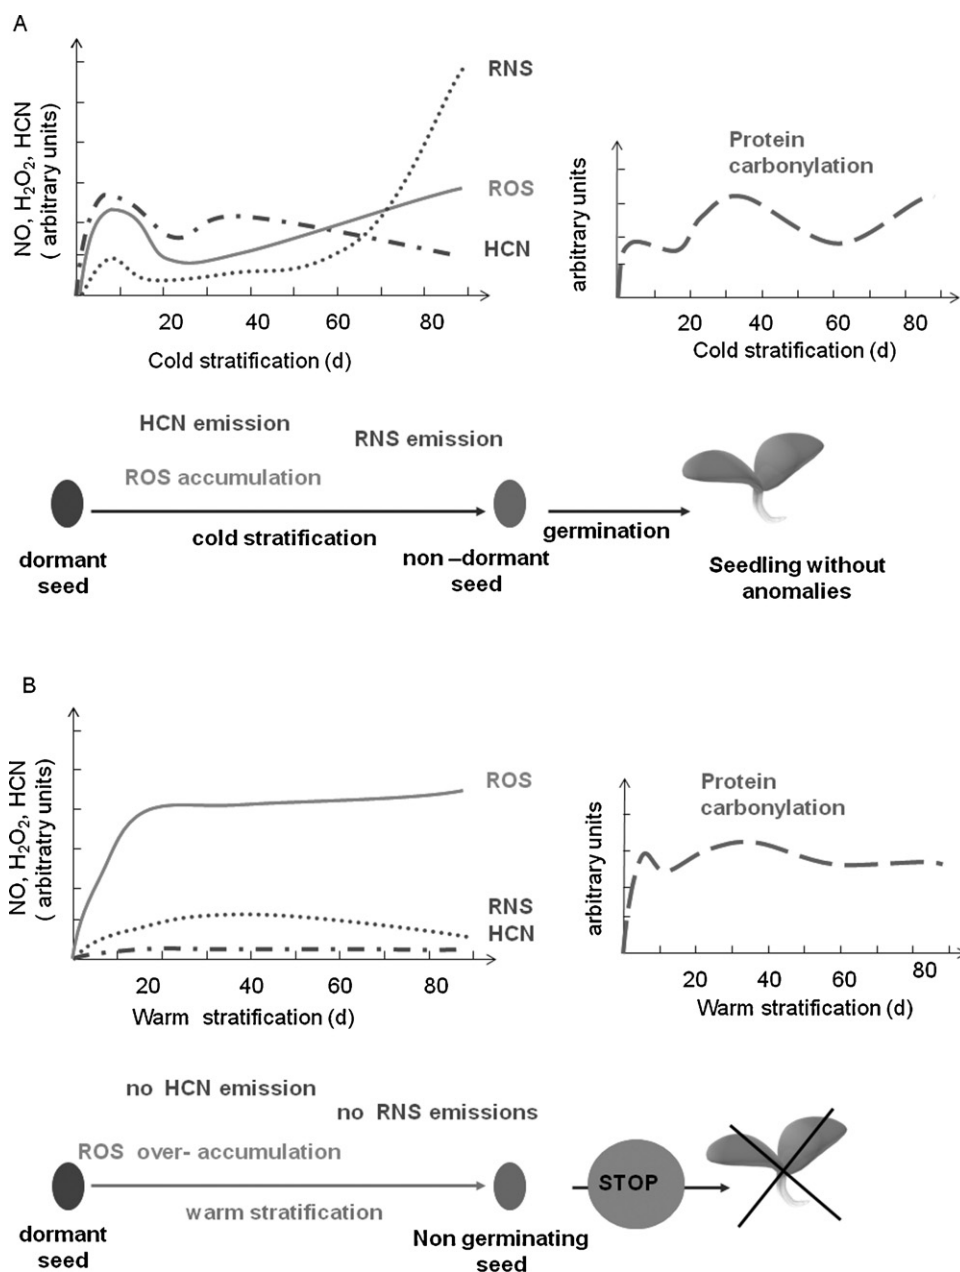 A
NO, H₂O₂, HCN
( arbitrary units)
RNS
ROS
HCN
20 40 60 80
Cold stratification (d)
arbitrary units
Protein
carbonylation
20 40 60 80
Cold stratification (d)
HCN emission
RNS emission
ROS accumulation
cold stratification
germination
dormant
seed
non –dormant
seed
Seedling without
anomalies
B
NO, H₂O₂, HCN
( arbitratry units)
ROS
RNS
HCN
20 40 60 80
Warm stratification (d)
arbitrary units
Protein
carbonylation
20 40 60 80
Warm stratification (d)
no HCN emission
no RNS emissions
ROS over- accumulation
warm stratification
STOP
dormant
seed
Non germinating
seed